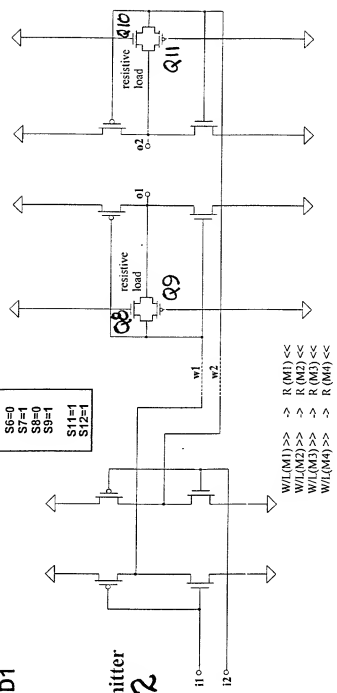 D1
S6=0
S7=1
S8=0
S9=1
S11=1
S12=1
Q10
resistive
load
Q11
o2
o1
resistive
load
Q8
Q9
w1
w2
itter
2
i1
i2
W/L(M1) >> -> R (M1) <<
W/L(M2) >> -> R (M2) <<
W/L(M3) >> -> R (M3) <<
W/L(M4) >> -> R (M4) <<